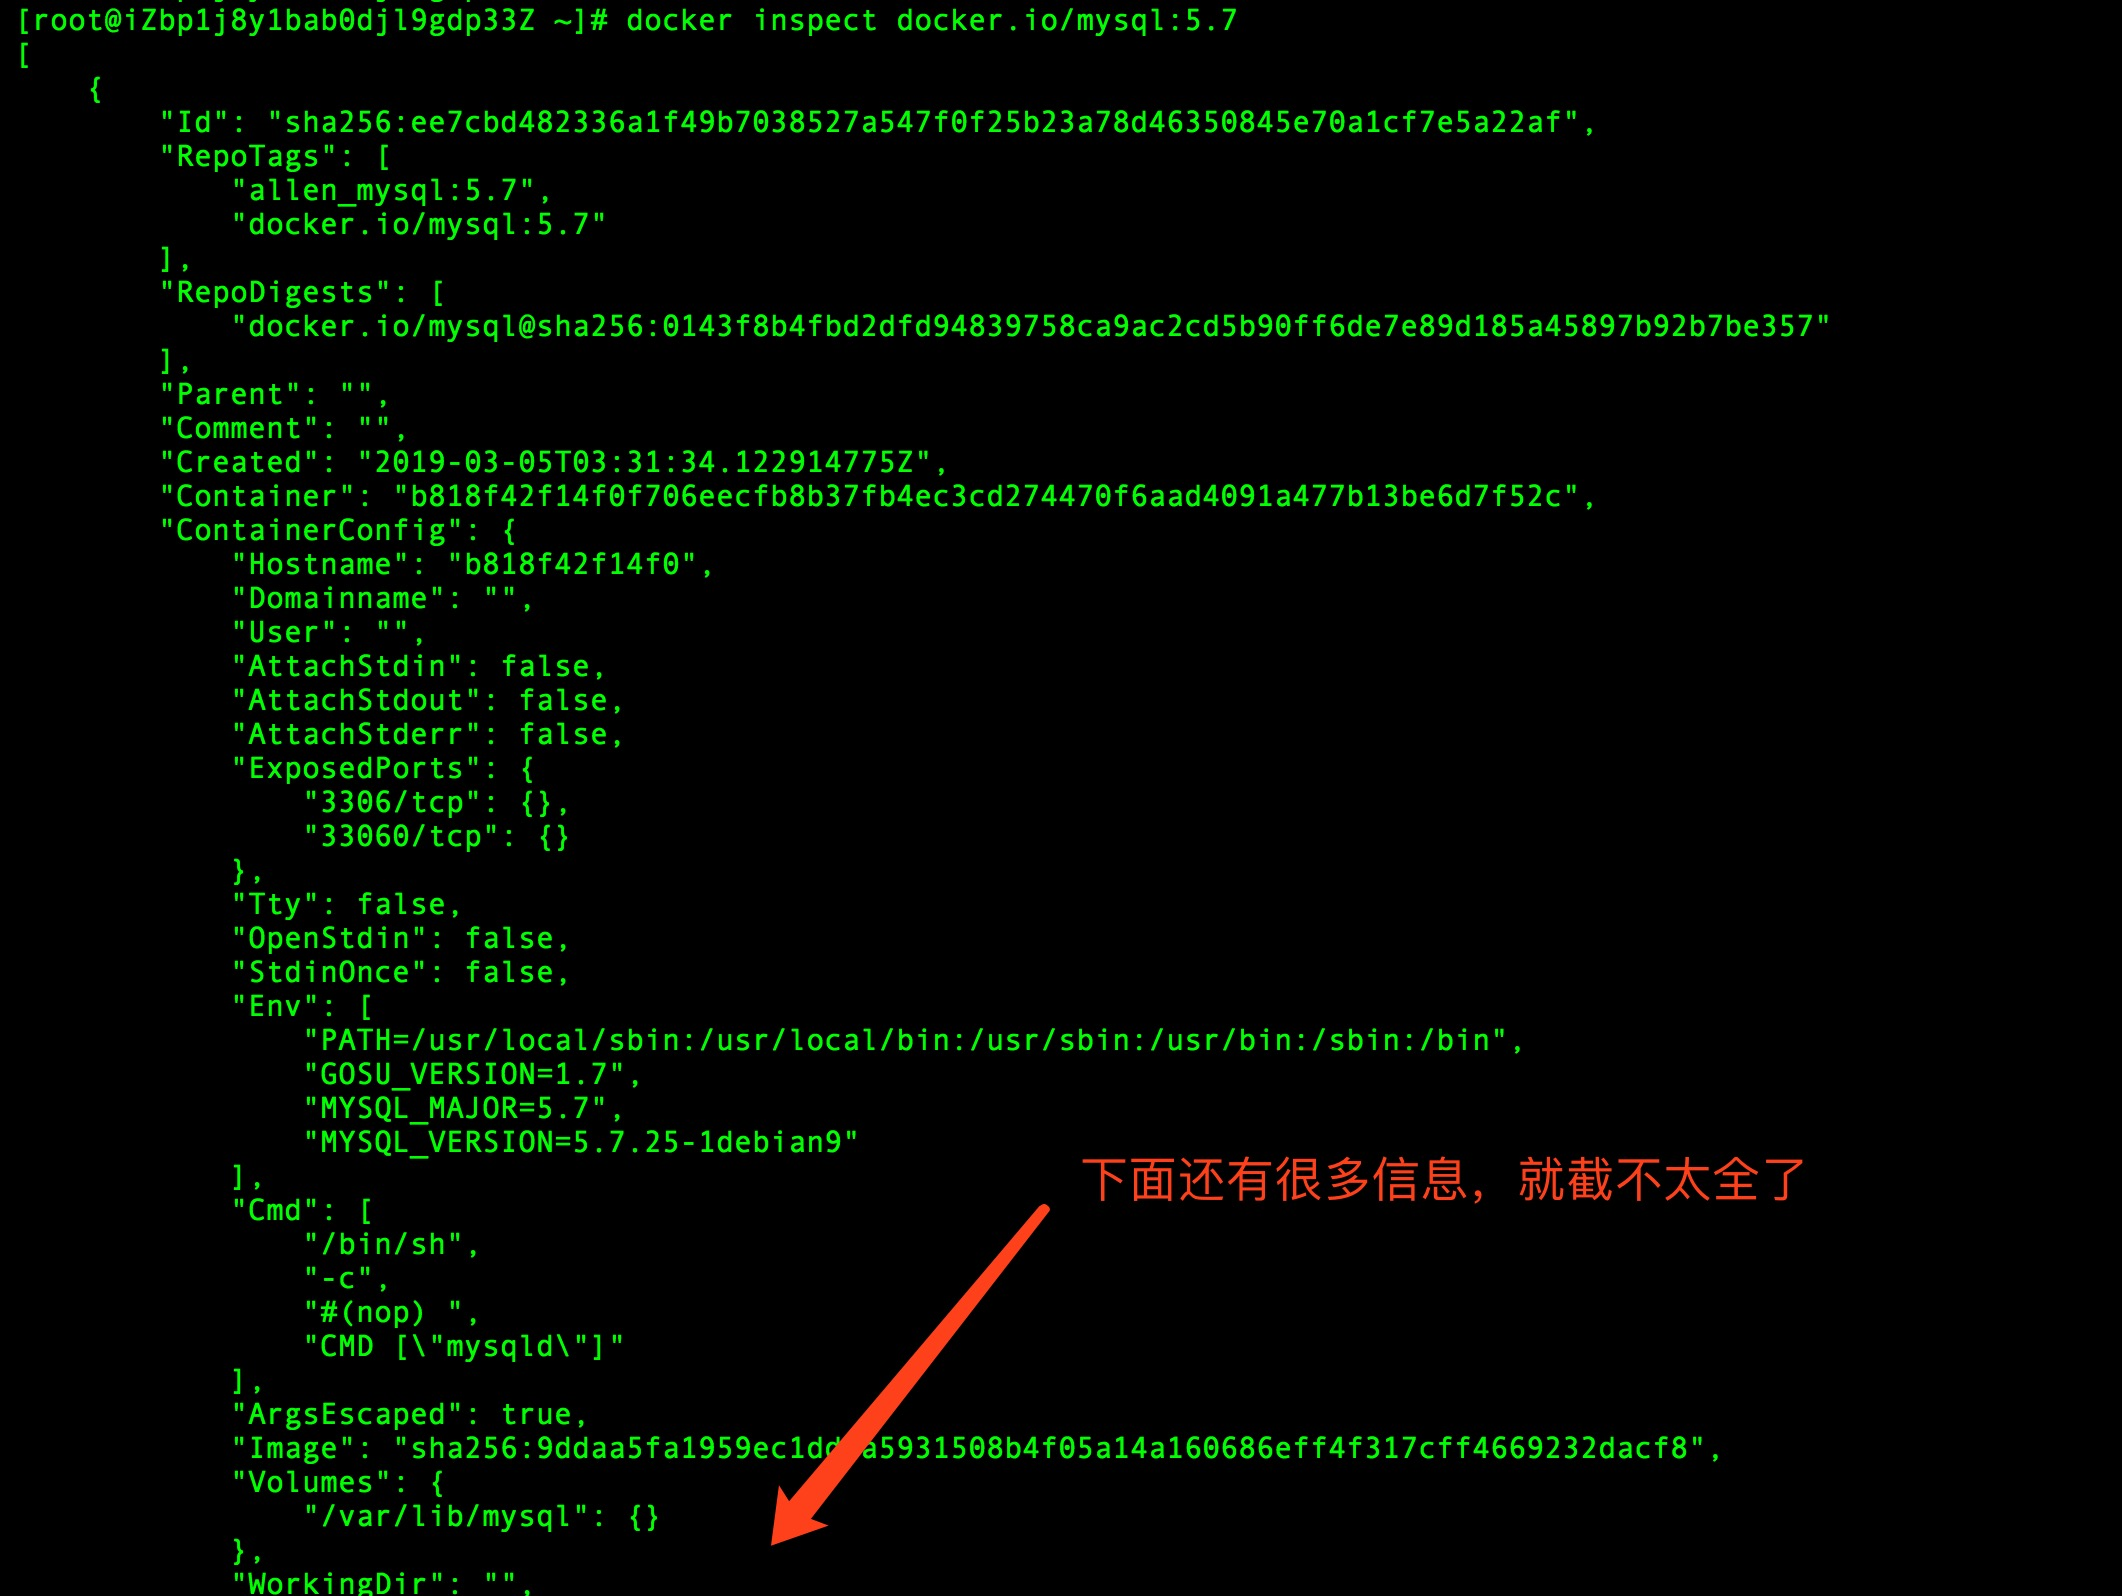 [root@iZbp1j8y1bab0djl9gdp33Z ~]# docker inspect docker.io/mysql:5.7
[
    {
        "Id": "sha256:ee7cbd482336a1f49b7038527a547f0f25b23a78d46350845e70a1cf7e5a22af",
        "RepoTags": [
            "allen_mysql:5.7",
            "docker.io/mysql:5.7"
        ],
        "RepoDigests": [
            "docker.io/mysql@sha256:0143f8b4fbd2dfd94839758ca9ac2cd5b90ff6de7e89d185a45897b92b7be357"
        ],
        "Parent": "",
        "Comment": "",
        "Created": "2019-03-05T03:31:34.122914775Z",
        "Container": "b818f42f14f0f706eecfb8b37fb4ec3cd274470f6aad4091a477b13be6d7f52c",
        "ContainerConfig": {
            "Hostname": "b818f42f14f0",
            "Domainname": "",
            "User": "",
            "AttachStdin": false,
            "AttachStdout": false,
            "AttachStderr": false,
            "ExposedPorts": {
                "3306/tcp": {},
                "33060/tcp": {}
            },
            "Tty": false,
            "OpenStdin": false,
            "StdinOnce": false,
            "Env": [
                "PATH=/usr/local/sbin:/usr/local/bin:/usr/sbin:/usr/bin:/sbin:/bin",
                "GOSU_VERSION=1.7",
                "MYSQL_MAJOR=5.7",
                "MYSQL_VERSION=5.7.25-1debian9"
下面还有很多信息，就截不太全了
            ],
            "Cmd": [
                "/bin/sh",
                "-c",
                "#(nop) ",
                "CMD [\"mysqld\"]"
            ],
            "ArgsEscaped": true,
            "Image":
            "Volumes": {
                "/var/lib/mysql": {}
            },
            "WorkingDir": "",